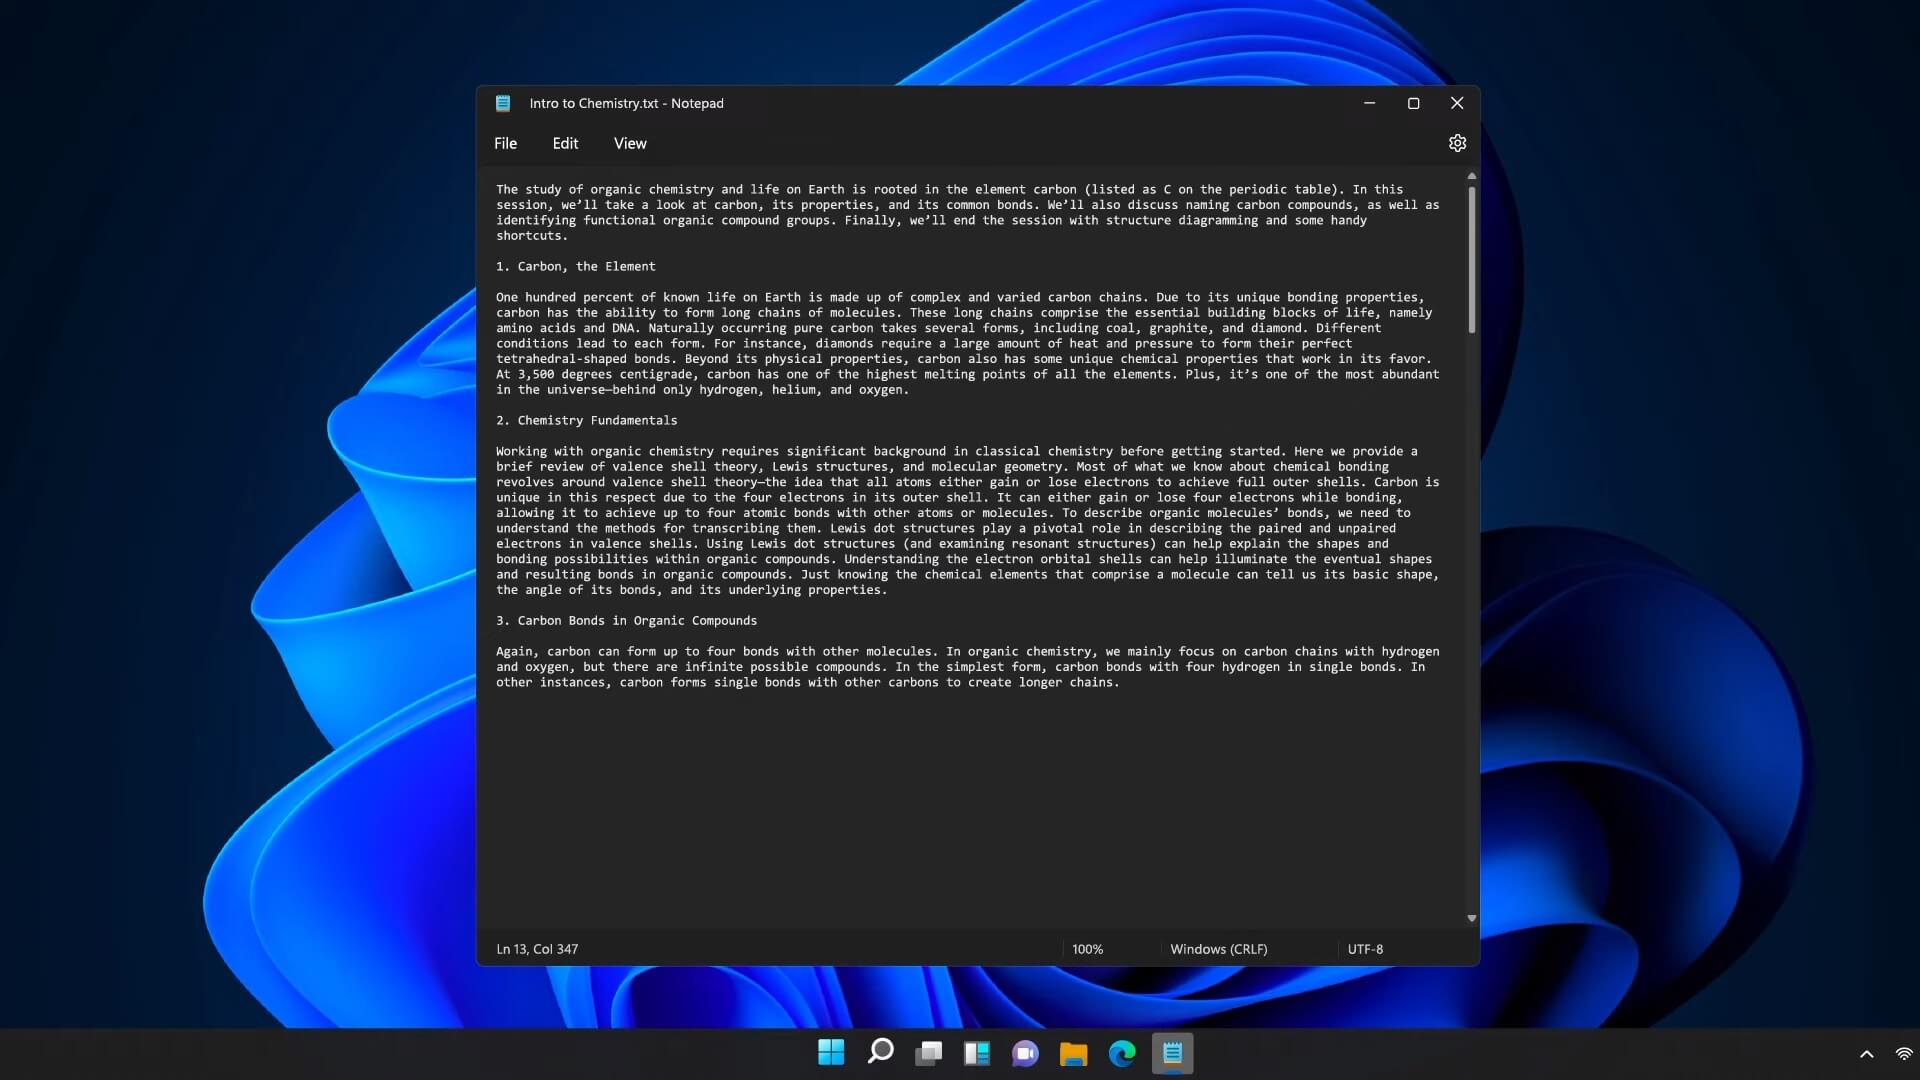 Intro to Chemistry.txt - Notepad
File Edit View
The study of organic chemistry and life on Earth is rooted in the element carbon (listed as C on the periodic table). In this
session, we’ll take a look at carbon, its properties, and its common bonds. We’ll also discuss naming carbon compounds, as well as
identifying functional organic compound groups. Finally, we’ll end the session with structure diagramming and some handy
shortcuts.
1. Carbon, the Element
One hundred percent of known life on Earth is made up of complex and varied carbon chains. Due to its unique bonding properties,
carbon has the ability to form long chains of molecules. These long chains comprise the essential building blocks of life, namely
amino acids and DNA. Naturally occurring pure carbon takes several forms, including coal, graphite, and diamond. Different
conditions lead to each form. For instance, diamonds require a large amount of heat and pressure to form their perfect
tetrahedral-shaped bonds. Beyond its physical properties, carbon also has some unique chemical properties that work in its favor.
At 3,500 degrees centigrade, carbon has one of the highest melting points of all the elements. Plus, it’s one of the most abundant
in the universe—behind only hydrogen, helium, and oxygen.
2. Chemistry Fundamentals
Working with organic chemistry requires significant background in classical chemistry before getting started. Here we provide a
brief review of valence shell theory, Lewis structures, and molecular geometry. Most of what we know about chemical bonding
revolves around valence shell theory—the idea that all atoms either gain or lose electrons to achieve full outer shells. Carbon is
unique in this respect due to the four electrons in its outer shell. It can either gain or lose four electrons while bonding,
allowing it to achieve up to four atomic bonds with other atoms or molecules. To describe organic molecules’ bonds, we need to
understand the methods for transcribing them. Lewis dot structures play a pivotal role in describing the paired and unpaired
electrons in valence shells. Using Lewis dot structures (and examining resonant structures) can help explain the shapes and
bonding possibilities within organic compounds. Understanding the electron orbital shells can help illuminate the eventual shapes
and resulting bonds in organic compounds. Just knowing the chemical elements that comprise a molecule can tell us its basic shape,
the angle of its bonds, and its underlying properties.
3. Carbon Bonds in Organic Compounds
Again, carbon can form up to four bonds with other molecules. In organic chemistry, we mainly focus on carbon chains with hydrogen
and oxygen, but there are infinite possible compounds. In the simplest form, carbon bonds with four hydrogen in single bonds. In
other instances, carbon forms single bonds with other carbons to create longer chains.
Ln 13, Col 347 100% Windows (CRLF) UTF-8